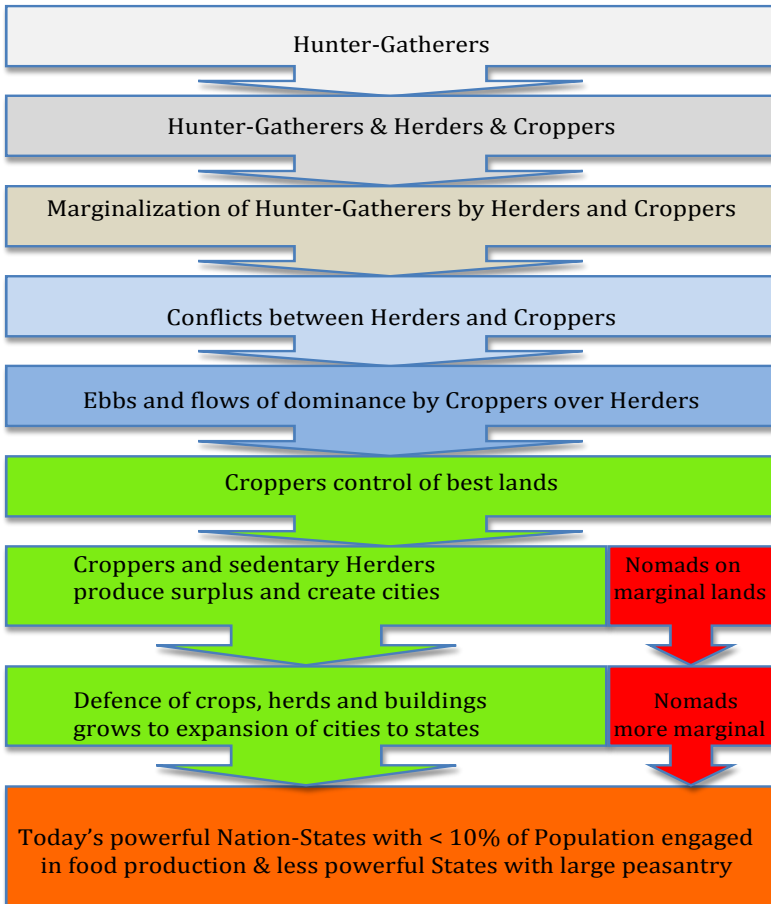 Hunter-Gatherers
Hunter-Gatherers & Herders & Croppers
Marginalization of Hunter-Gatherers by Herders and Croppers
Conflicts between Herders and Croppers
Ebbs and flows of dominance by Croppers over Herders
Croppers control of best lands
Croppers and sedentary Herders
produce surplus and create cities
Nomads on
marginal lands
Defence of crops, herds and buildings
grows to expansion of cities to states
Nomads
more marginal
Today’s powerful Nation-States with < 10% of Population engaged
in food production & less powerful States with large peasantry